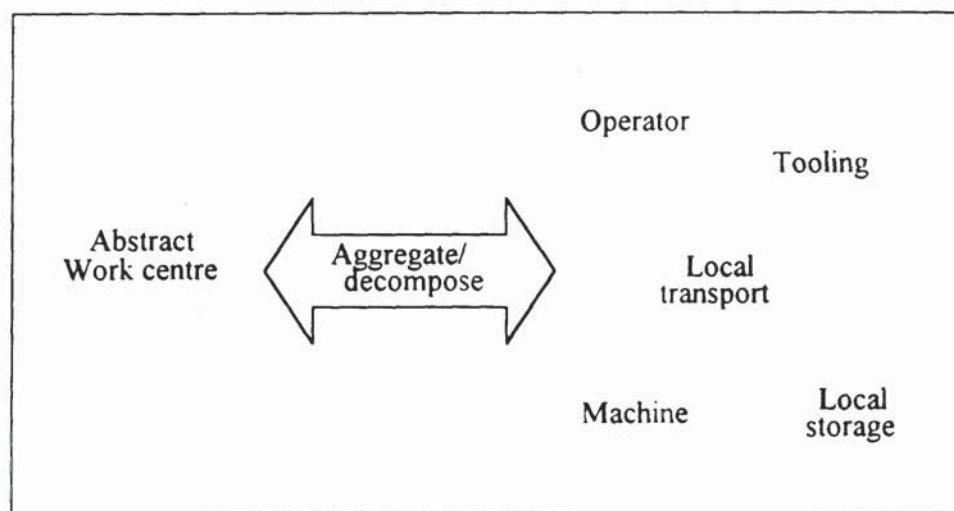 Operator
Tooling
Abstract
Work centre
Aggregate/
decompose
Local
transport
Machine
Local
storage